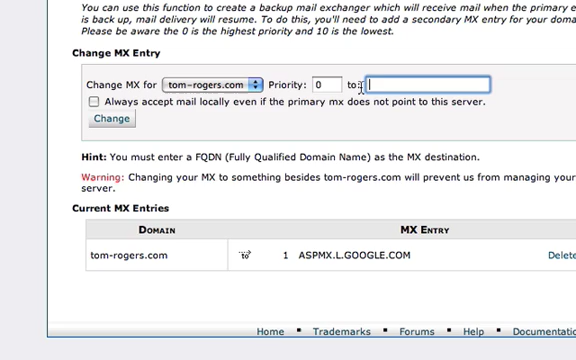 You can use this function to create a backup mail exchanger which will receive mail when the primary e
is back up, mail delivery will resume. To do this, you'll need to add a secondary MX entry for your doma
Please be aware the 0 is the highest priority and 10 is the lowest.
Change MX Entry
Change MX for tom-rogers.com Priority: 0 to:
Always accept mail locally even if the primary mx does not point to this server.
Change
Hint: You must enter a FQDN (Fully Qualified Domain Name) as the MX destination.
Warning: Changing your MX to something besides tom-rogers.com will prevent us from managing your
server.
Current MX Entries
DOMAIN MX ENTRY
tom-rogers.com to 1 ASPMX.L.GOOGLE.COM Delete
Home ▪ Trademarks ▪ Forums ▪ Help ▪ Documentatio